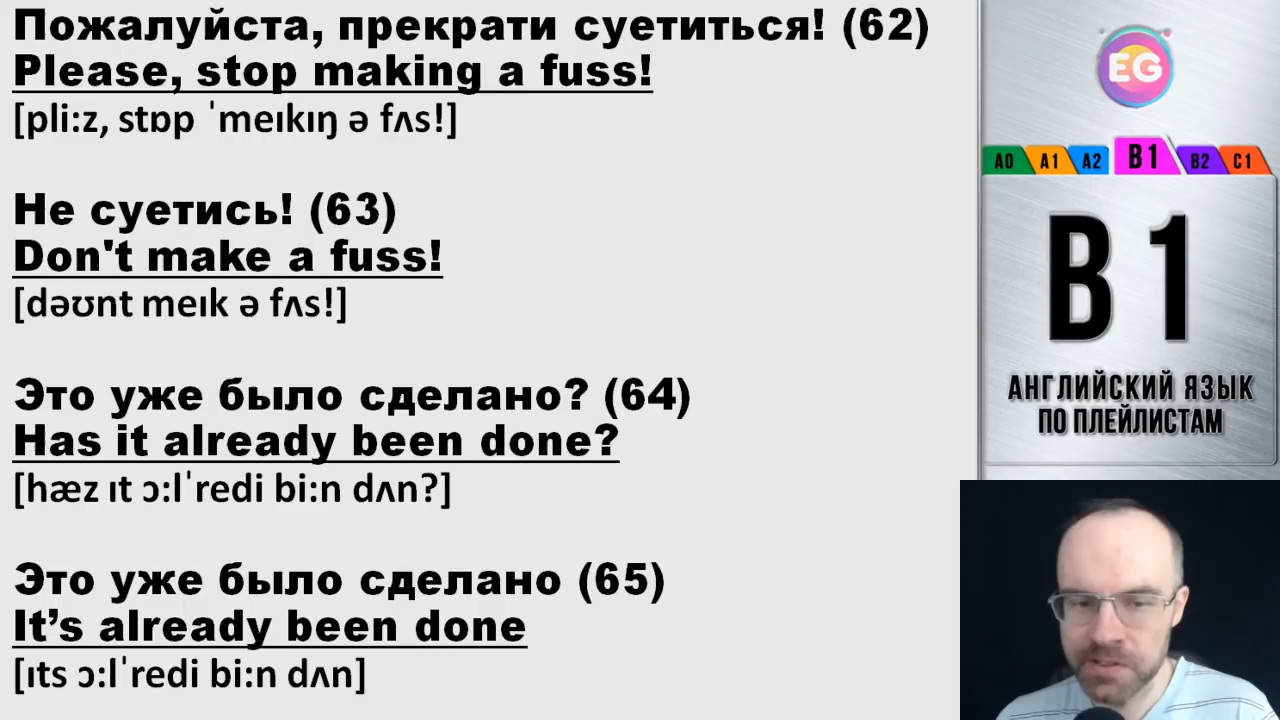 Пожалуйста, прекрати суетиться! (62)
Please, stop making a fuss!
[pli:z, stɒp ˈmeɪkɪŋ ə fʌs!]
Не суетись! (63)
Don't make a fuss!
[dəʊnt meɪk ə fʌs!]
Это уже было сделано? (64)
Has it already been done?
[hæz ɪt ɔ:lˈredi bi:n dʌn?]
Это уже было сделано (65)
It’s already been done
[ɪts ɔ:lˈredi bi:n dʌn]
EG
A0 A1 A2 B1 B2 C1
B1
АНГЛИЙСКИЙ ЯЗЫК
ПО ПЛЕЙЛИСТАМ